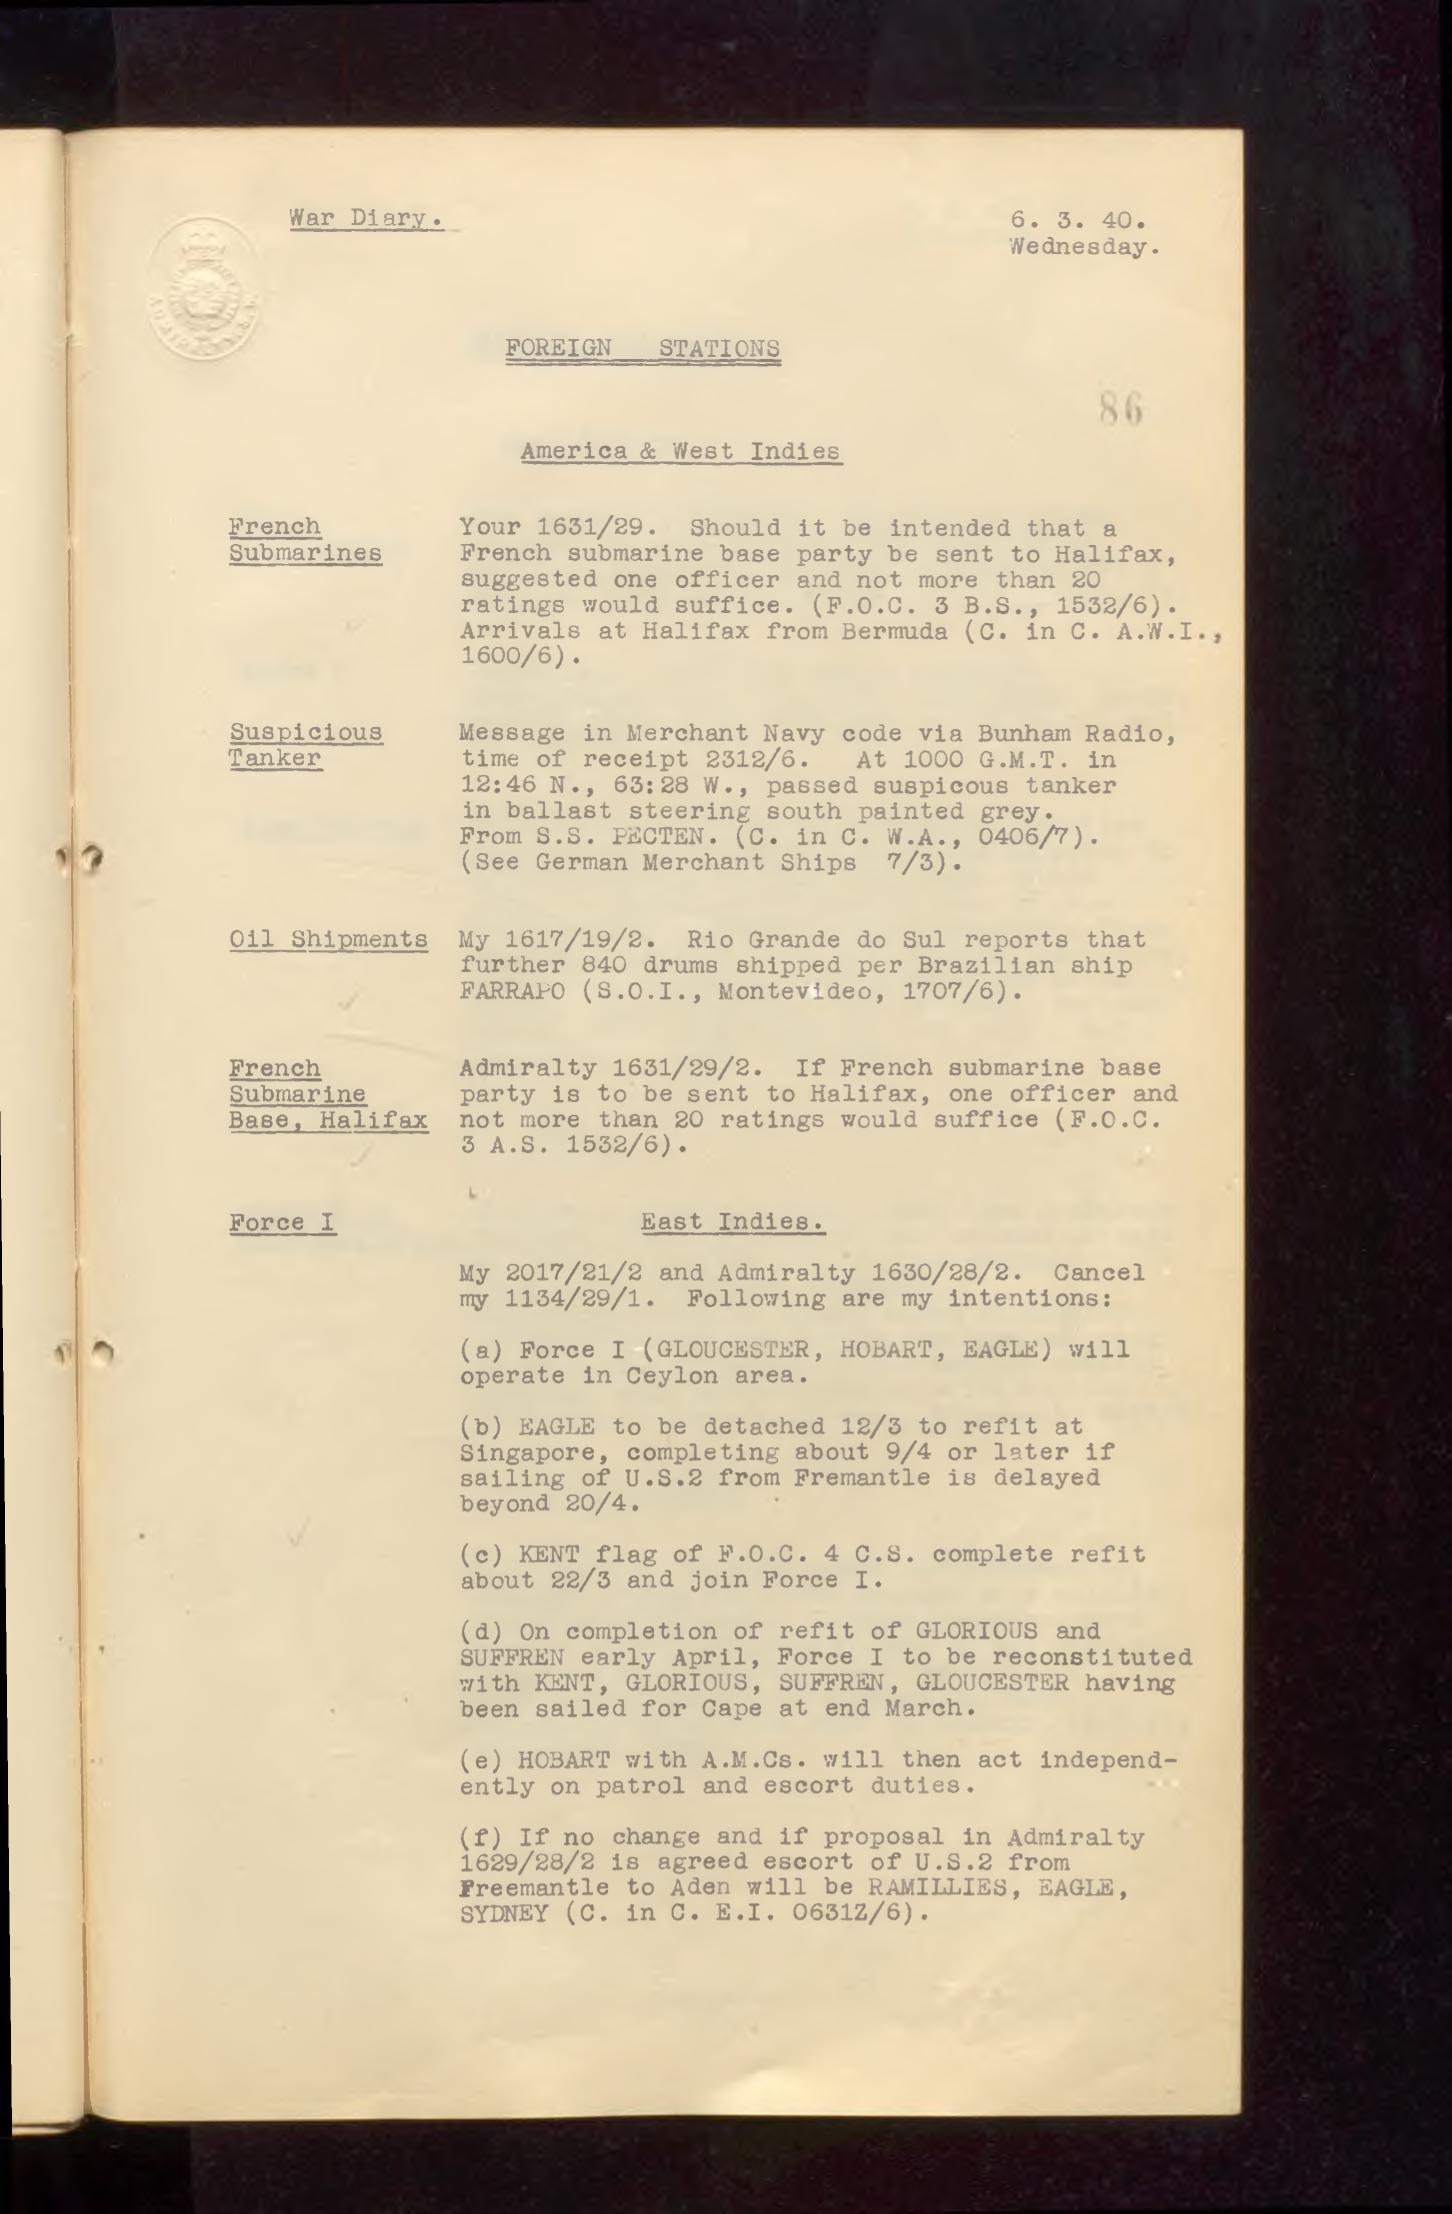 War Diary.
6. 3. 40.
Wednesday.
FOREIGN STATIONS
86
America & West Indies
French
Submarines
Your 1631/29. Should it be intended that a
French submarine base party be sent to Halifax,
suggested one officer and not more than 20
ratings would suffice. (F.O.C. 3 B.S., 1532/6).
Arrivals at Halifax from Bermuda (C. in C. A.W.I.,
1600/6).
Suspicious
Tanker
Message in Merchant Navy code via Bunham Radio,
time of receipt 2312/6. At 1000 G.M.T. in
12:46 N., 63:28 W., passed suspicous tanker
in ballast steering south painted grey.
From S.S. PECTEN. (C. in C. W.A., 0406/7).
(See German Merchant Ships 7/3).
Oil Shipments
My 1617/19/2. Rio Grande do Sul reports that
further 840 drums shipped per Brazilian ship
FARRAPO (S.O.I., Montevideo, 1707/6).
French
Submarine
Base, Halifax
Admiralty 1631/29/2. If French submarine base
party is to be sent to Halifax, one officer and
not more than 20 ratings would suffice (F.O.C.
3 A.S. 1532/6).
Force I
East Indies.
My 2017/21/2 and Admiralty 1630/28/2. Cancel
my 1134/29/1. Following are my intentions:
(a) Force I (GLOUCESTER, HOBART, EAGLE) will
operate in Ceylon area.
(b) EAGLE to be detached 12/3 to refit at
Singapore, completing about 9/4 or later if
sailing of U.S.2 from Fremantle is delayed
beyond 20/4.
(c) KENT flag of F.O.C. 4 C.S. complete refit
about 22/3 and join Force I.
(d) On completion of refit of GLORIOUS and
SUFFREN early April, Force I to be reconstituted
with KENT, GLORIOUS, SUFFREN, GLOUCESTER having
been sailed for Cape at end March.
(e) HOBART with A.M.Cs. will then act independ-
ently on patrol and escort duties.
(f) If no change and if proposal in Admiralty
1629/28/2 is agreed escort of U.S.2 from
Freemantle to Aden will be RAMILLIES, EAGLE,
SYDNEY (C. in C. E.I. 0631Z/6).